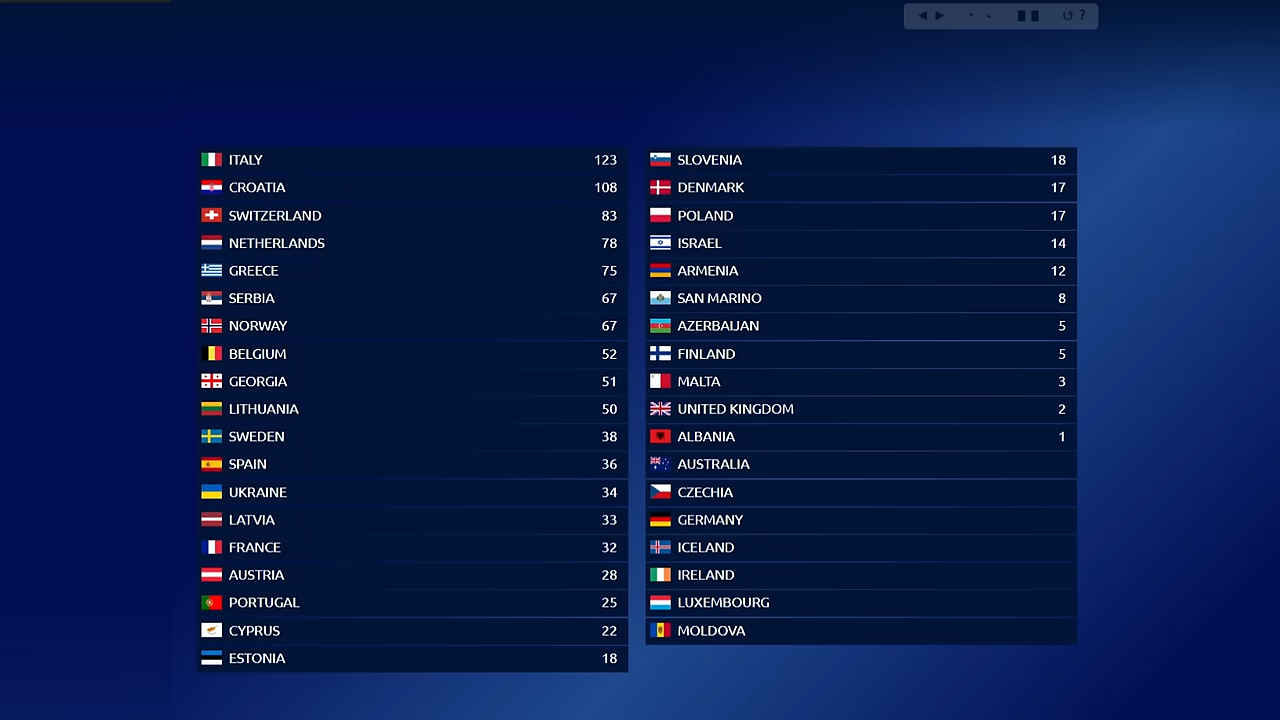 ITALY 123
CROATIA 108
SWITZERLAND 83
NETHERLANDS 78
GREECE 75
SERBIA 67
NORWAY 67
BELGIUM 52
GEORGIA 51
LITHUANIA 50
SWEDEN 38
SPAIN 36
UKRAINE 34
LATVIA 33
FRANCE 32
AUSTRIA 28
PORTUGAL 25
CYPRUS 22
ESTONIA 18
SLOVENIA 18
DENMARK 17
POLAND 17
ISRAEL 14
ARMENIA 12
SAN MARINO 8
AZERBAIJAN 5
FINLAND 5
MALTA 3
UNITED KINGDOM 2
ALBANIA 1
AUSTRALIA
CZECHIA
GERMANY
ICELAND
IRELAND
LUXEMBOURG
MOLDOVA